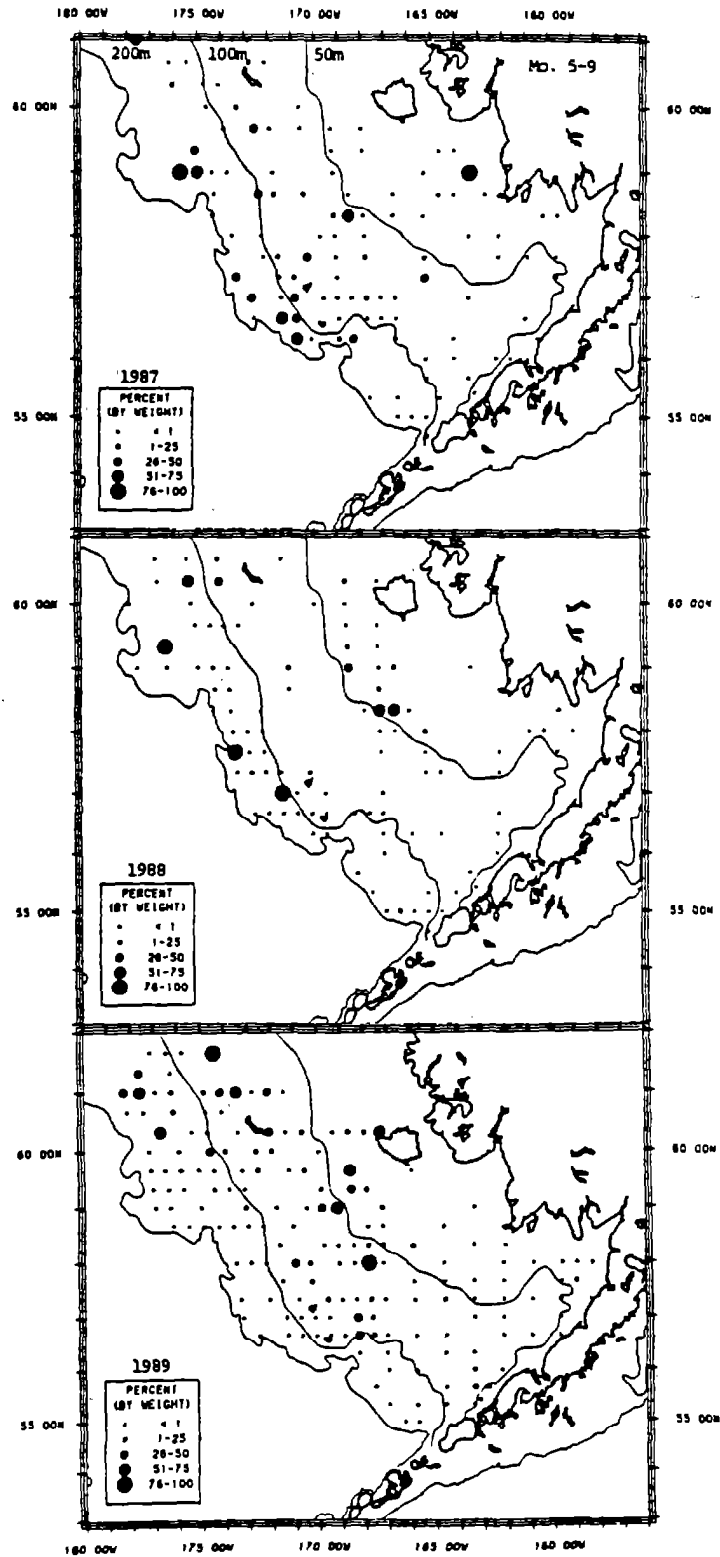 180 00W 175 00W 170 00W 165 00W 160 00W
200m 100m 50m Mo. 5-9
60 00N 60 00N
55 00N 55 00N
1987
PERCENT
(BY WEIGHT)
< 1
1-25
26-50
51-75
76-100
60 00N 60 00N
55 00N 55 00N
1988
PERCENT
(BY WEIGHT)
< 1
1-25
26-50
51-75
76-100
60 00N 60 00N
55 00N 55 00N
1989
PERCENT
(BY WEIGHT)
< 1
1-25
26-50
51-75
76-100
180 00W 175 00W 170 00W 165 00W 160 00W